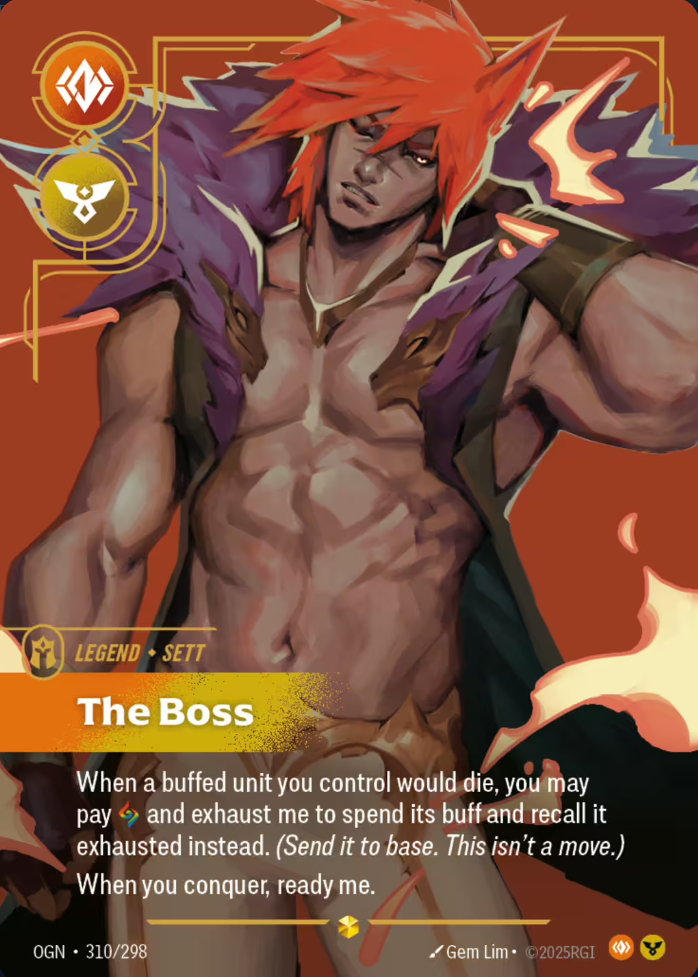 LEGEND • SETT
The Boss
When a buffed unit you control would die, you may
pay and exhaust me to spend its buff and recall it
exhausted instead. (Send it to base. This isn't a move.)
When you conquer, ready me.
OGN • 310/298
Gem Lim • ©2025RGI